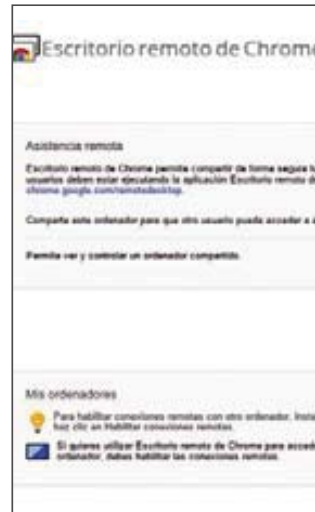 Escritorio remoto de Chrome
Asistencia remota
Escritorio remoto de Chrome permite compartir de forma segura tu
usuarios deben estar ejecutando la aplicación Escritorio remoto de
chrome.google.com/remotedesktop.
Comparte este ordenador para que otro usuario pueda acceder a
Permite ver y controlar un ordenador compartido.
Mis ordenadores
Para habilitar conexiones remotas con otro ordenador,
haz clic en Habilitar conexiones remotas.
Si quieres utilizar Escritorio remoto de Chrome para
ordenador, debes habilitar las conexiones remotas.